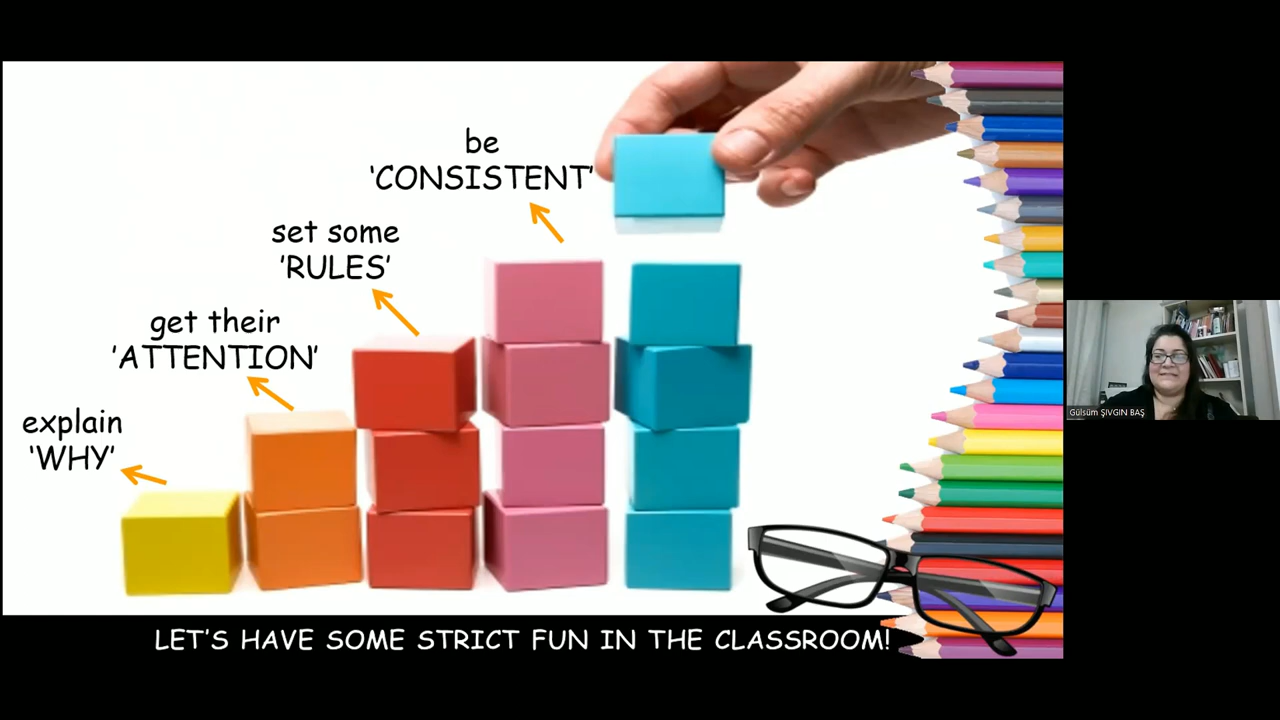 be
‘CONSISTENT’
set some
‘RULES’
get their
‘ATTENTION’
explain
‘WHY’
LET’S HAVE SOME STRICT FUN IN THE CLASSROOM!
Gülsüm ŞIVGIN BAŞ